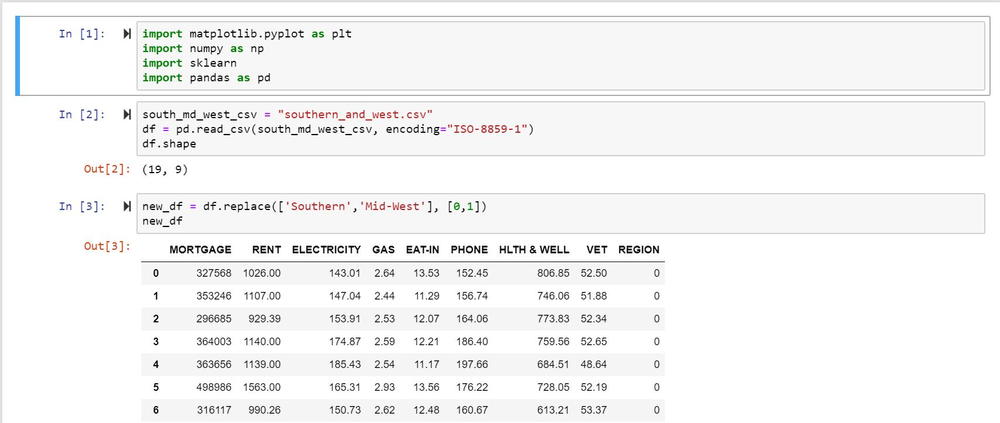 In [1]: import matplotlib.pyplot as plt
import numpy as np
import sklearn
import pandas as pd
In [2]: south_md_west_csv = "southern_and_west.csv"
df = pd.read_csv(south_md_west_csv, encoding="ISO-8859-1")
df.shape
Out[2]: (19, 9)
In [3]: new_df = df.replace(['Southern','Mid-West'], [0,1])
new_df
Out[3]:
MORTGAGE RENT ELECTRICITY GAS EAT-IN PHONE HLTH & WELL VET REGION
0 327568 1026.00 143.01 2.64 13.53 152.45 806.85 52.50 0
1 353246 1107.00 147.04 2.44 11.29 156.74 746.06 51.88 0
2 296685 929.39 153.91 2.53 12.07 164.06 773.83 52.34 0
3 364003 1140.00 174.87 2.59 12.21 186.40 759.56 52.65 0
4 363656 1139.00 185.43 2.54 11.17 197.66 684.51 48.64 0
5 498986 1563.00 165.31 2.93 13.56 176.22 728.05 52.19 0
6 316117 990.26 150.73 2.62 12.48 160.67 613.21 53.37 0